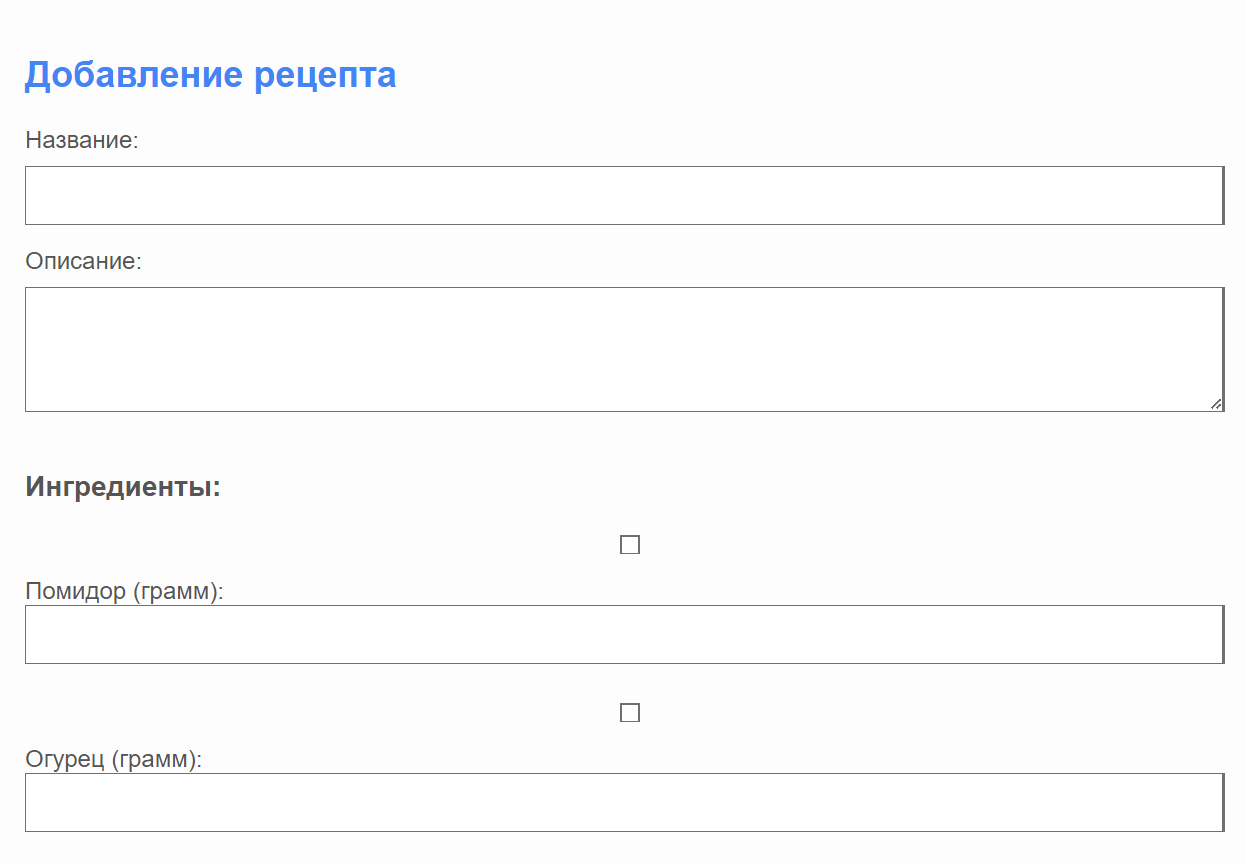 Добавление рецепта
Название:
Описание:
Ингредиенты:
Помидор (грамм):
Огурец (грамм):